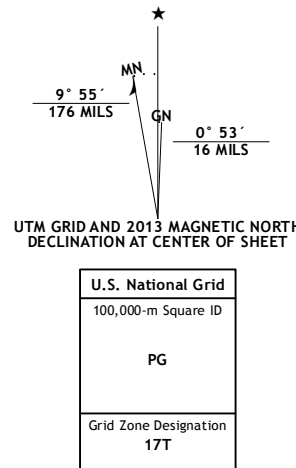 ★
MN
9° 55´
176 MILS
GN
0° 53´
16 MILS
UTM GRID AND 2013 MAGNETIC NORTH
DECLINATION AT CENTER OF SHEET
U.S. National Grid
100,000-m Square ID
PG
Grid Zone Designation
17T